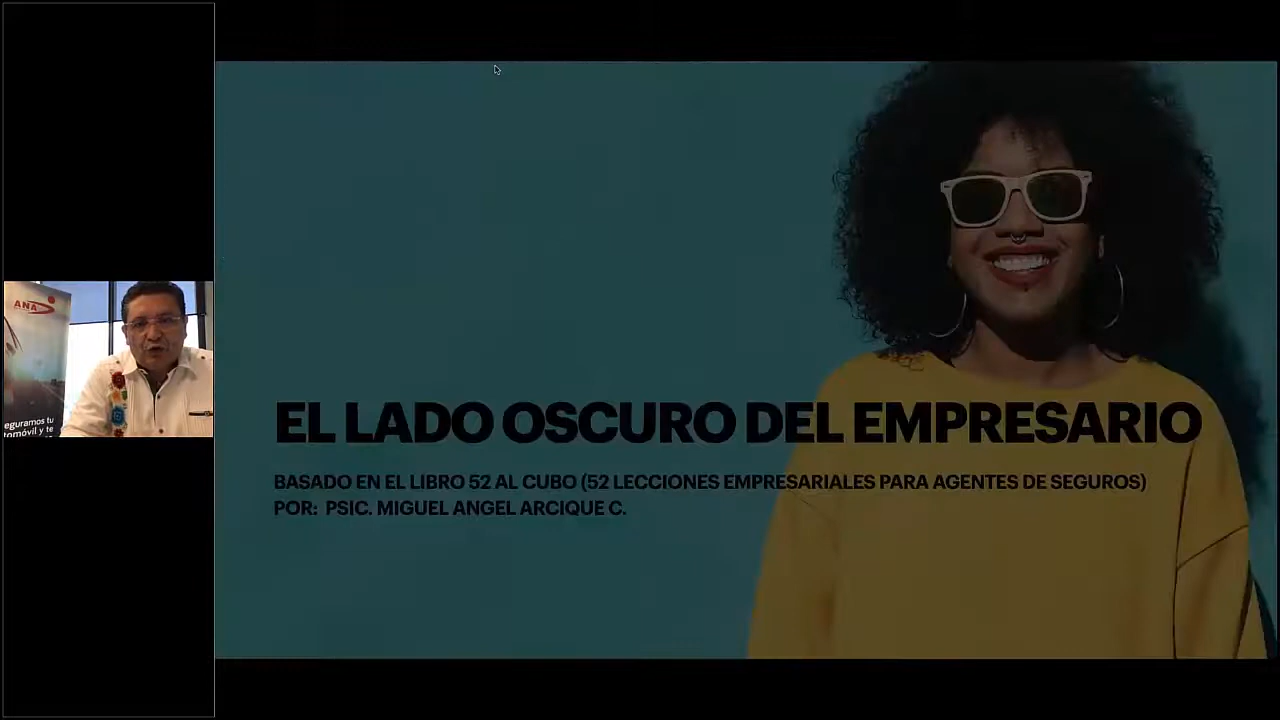 ANA
eguramos tu
tomóvil y te
EL LADO OSCURO DEL EMPRESARIO
BASADO EN EL LIBRO 52 AL CUBO (52 LECCIONES EMPRESARIALES PARA AGENTES DE SEGUROS)
POR: PSIC. MIGUEL ANGEL ARCIQUE C.